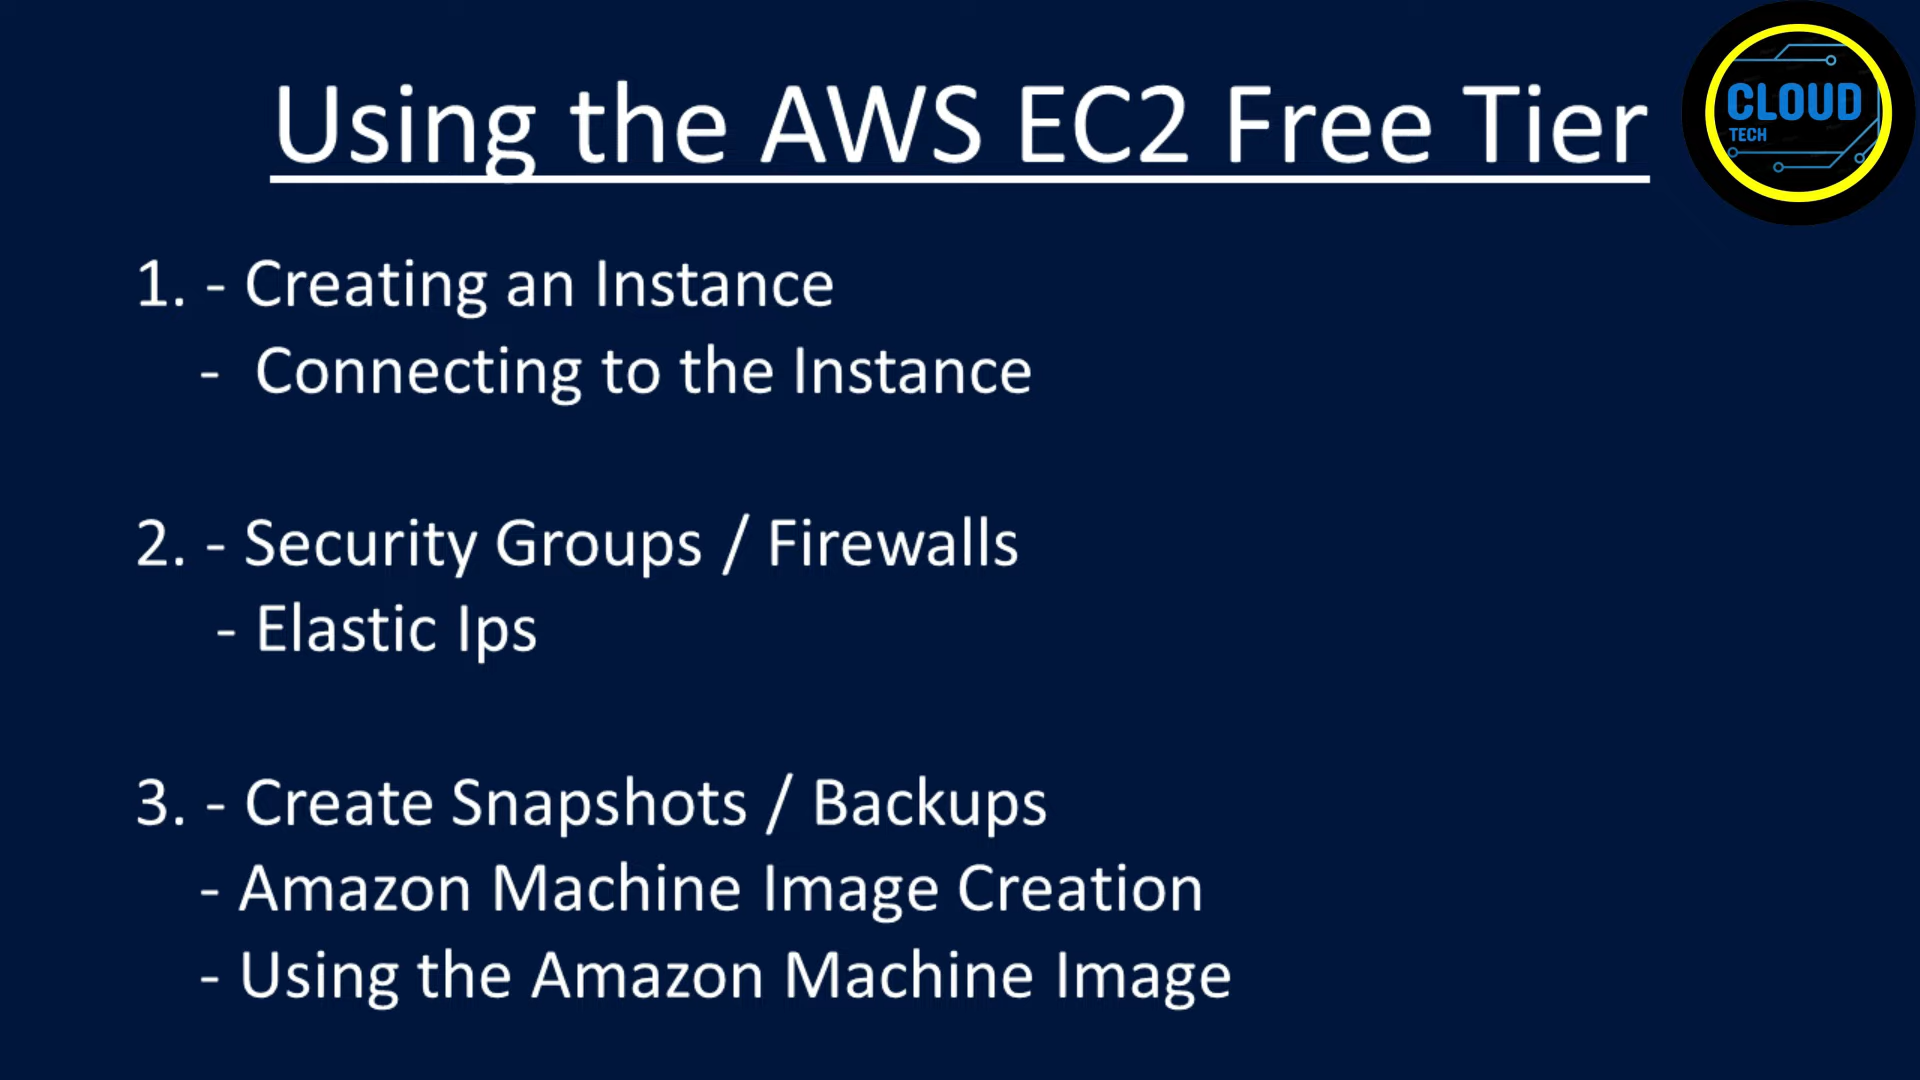 Using the AWS EC2 Free Tier
CLOUD
TECH
1. - Creating an Instance
- Connecting to the Instance
2. - Security Groups / Firewalls
- Elastic Ips
3. - Create Snapshots / Backups
- Amazon Machine Image Creation
- Using the Amazon Machine Image